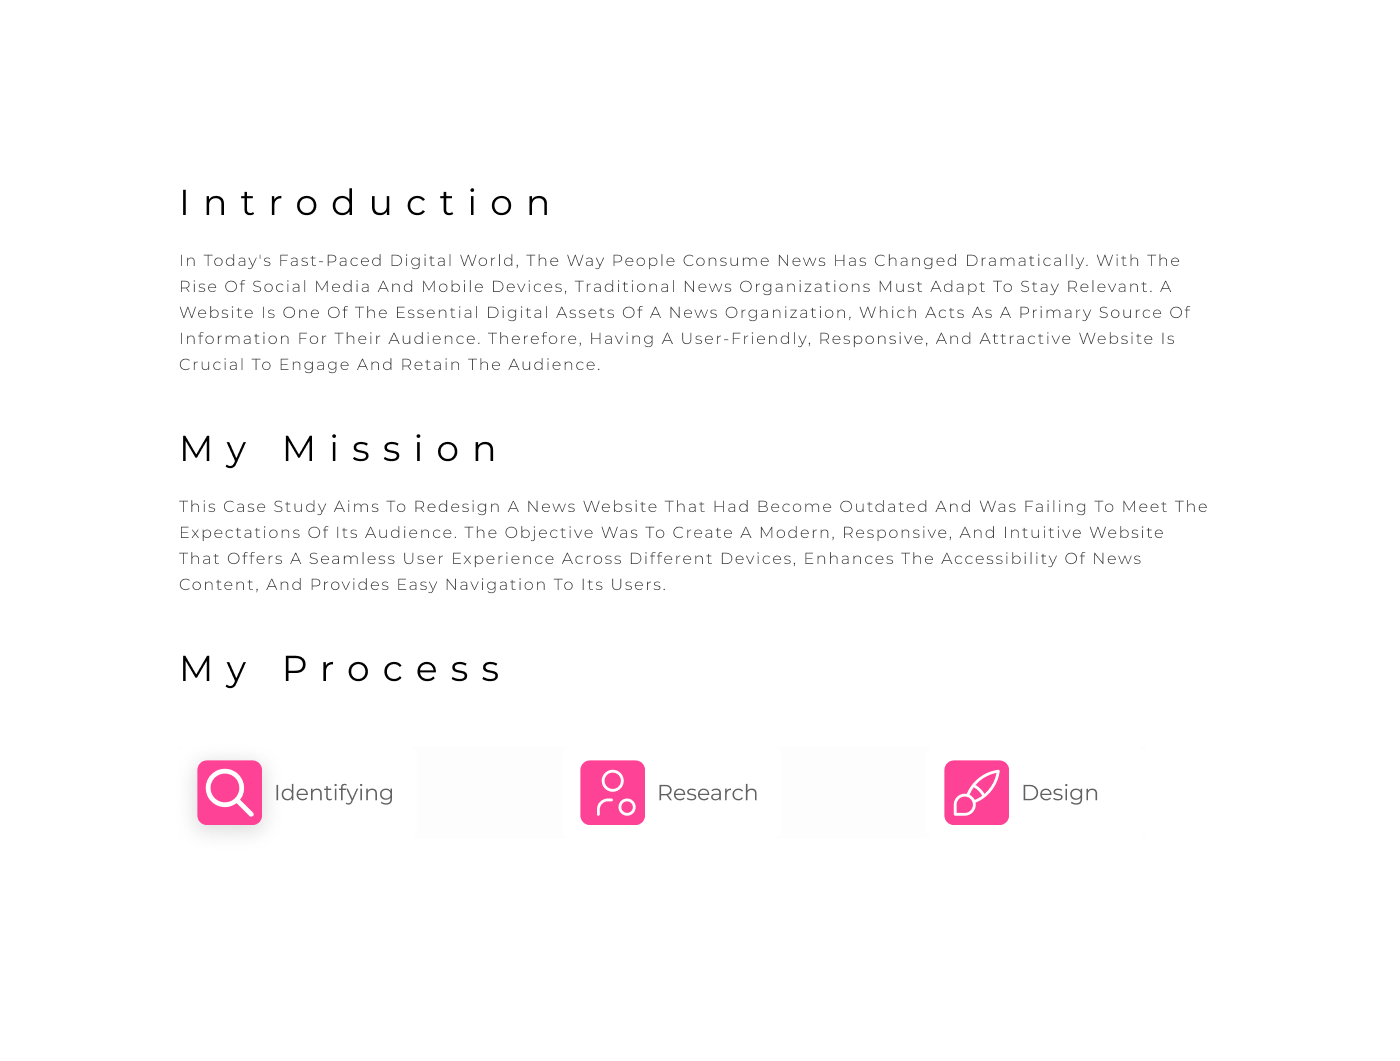 Introduction
In Today's Fast-Paced Digital World, The Way People Consume News Has Changed Dramatically. With The
Rise Of Social Media And Mobile Devices, Traditional News Organizations Must Adapt To Stay Relevant. A
Website Is One Of The Essential Digital Assets Of A News Organization, Which Acts As A Primary Source Of
Information For Their Audience. Therefore, Having A User-Friendly, Responsive, And Attractive Website Is
Crucial To Engage And Retain The Audience.
My Mission
This Case Study Aims To Redesign A News Website That Had Become Outdated And Was Failing To Meet The
Expectations Of Its Audience. The Objective Was To Create A Modern, Responsive, And Intuitive Website
That Offers A Seamless User Experience Across Different Devices, Enhances The Accessibility Of News
Content, And Provides Easy Navigation To Its Users.
My Process
Identifying Research Design